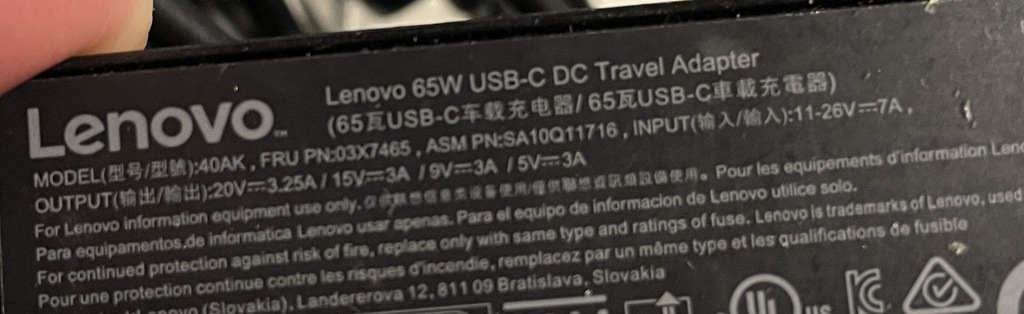 Lenovo™
Lenovo 65W USB-C DC Travel Adapter
(65瓦USB-C车载充电器/ 65瓦USB-C車載充電器)
MODEL(型号/型號):40AK , FRU PN:03X7465 , ASM PN:SA10Q11716 , INPUT(输入/輸入):11-26V⎓7A ,
OUTPUT(输出/輸出):20V⎓3.25A / 15V⎓3A / 9V⎓3A / 5V⎓3A
For Lenovo information equipment use only. Pour les equipements d'information Leno
Para equipamentos,de informatica Lenovo usar apenas. Para el equipo de informacion de Lenovo utilice solo.
For continued protection against risk of fire, replace only with same type and ratings of fuse. Lenovo is trademarks of Lenovo, used
Pour une protection continue contre les risques d'incendie, remplacez par un même type et les qualifications de fusible
(Slovakia), Landererova 12, 811 09 Bratislava, Slovakia
UL us